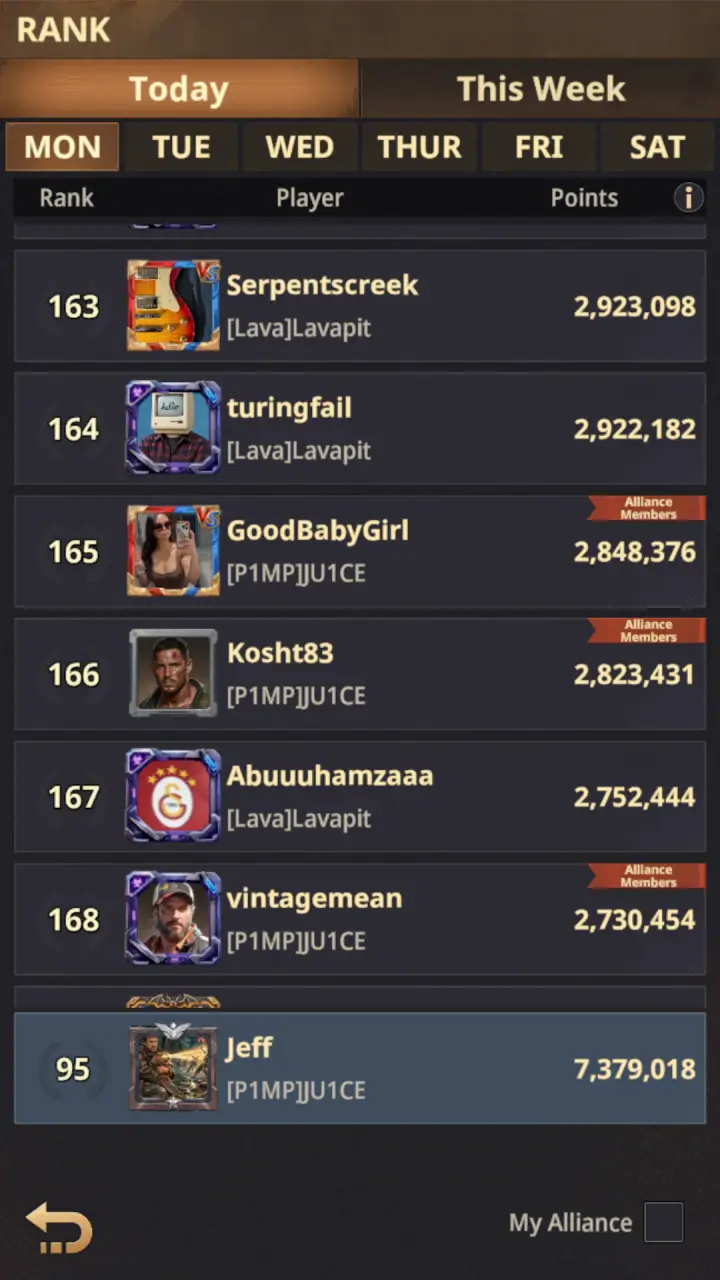 RANK
Today
This Week
MON
TUE
WED
THUR
FRI
SAT
Rank
Player
Points
i
163
VS
Serpentscreek
[Lava]Lavapit
2,923,098
164
hello
turingfail
[Lava]Lavapit
2,922,182
165
VS
GoodBabyGirl
[P1MP]JU1CE
Alliance
Members
2,848,376
166
Kosht83
[P1MP]JU1CE
Alliance
Members
2,823,431
167
Abuuuhamzaaa
[Lava]Lavapit
2,752,444
168
vintagemean
[P1MP]JU1CE
Alliance
Members
2,730,454
95
Jeff
[P1MP]JU1CE
7,379,018
My Alliance